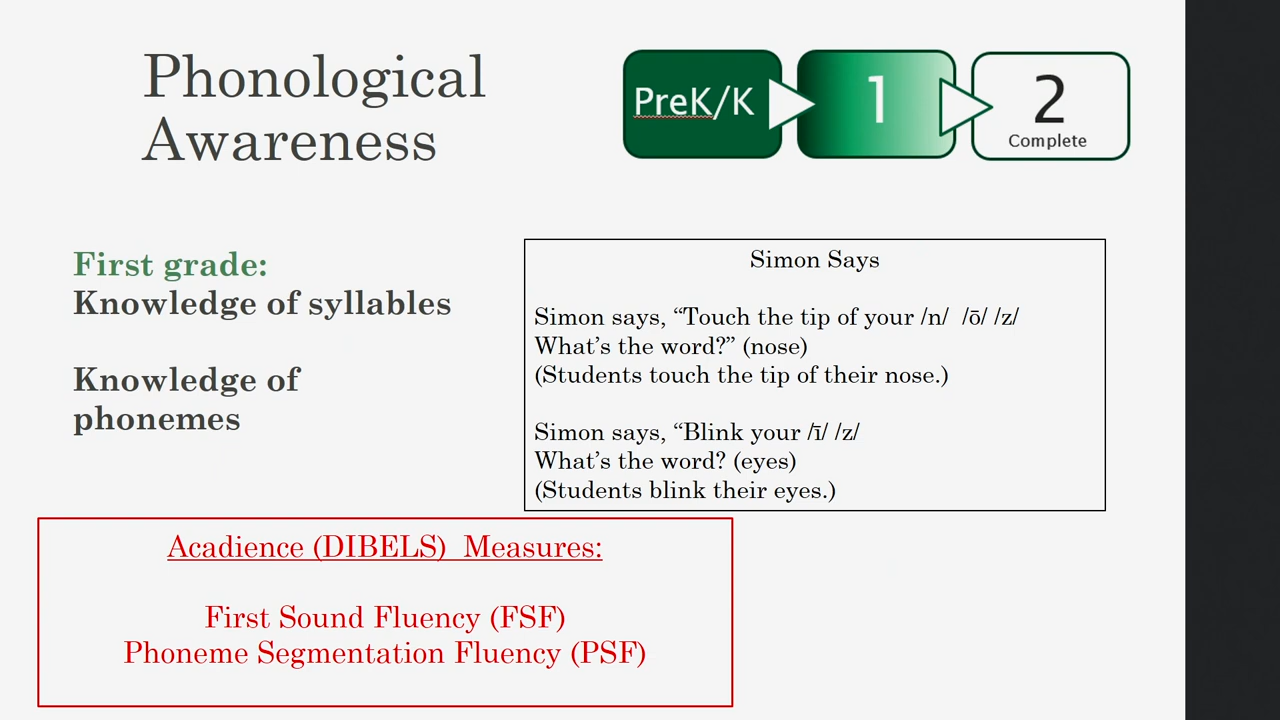 Phonological
Awareness
PreK/K
1
2
Complete
First grade:
Knowledge of syllables
Knowledge of
phonemes
Simon Says
Simon says, “Touch the tip of your /n/  /ō/ /z/
What’s the word?” (nose)
(Students touch the tip of their nose.)
Simon says, “Blink your /ī/ /z/
What’s the word? (eyes)
(Students blink their eyes.)
Acadience (DIBELS)  Measures:
First Sound Fluency (FSF)
Phoneme Segmentation Fluency (PSF)